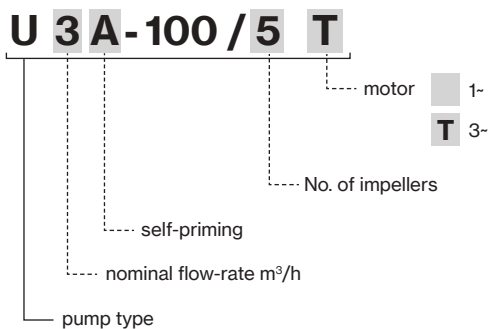 U 3 A - 100 / 5 T
motor 1~
T 3~
No. of impellers
self-priming
nominal flow-rate m³/h
pump type